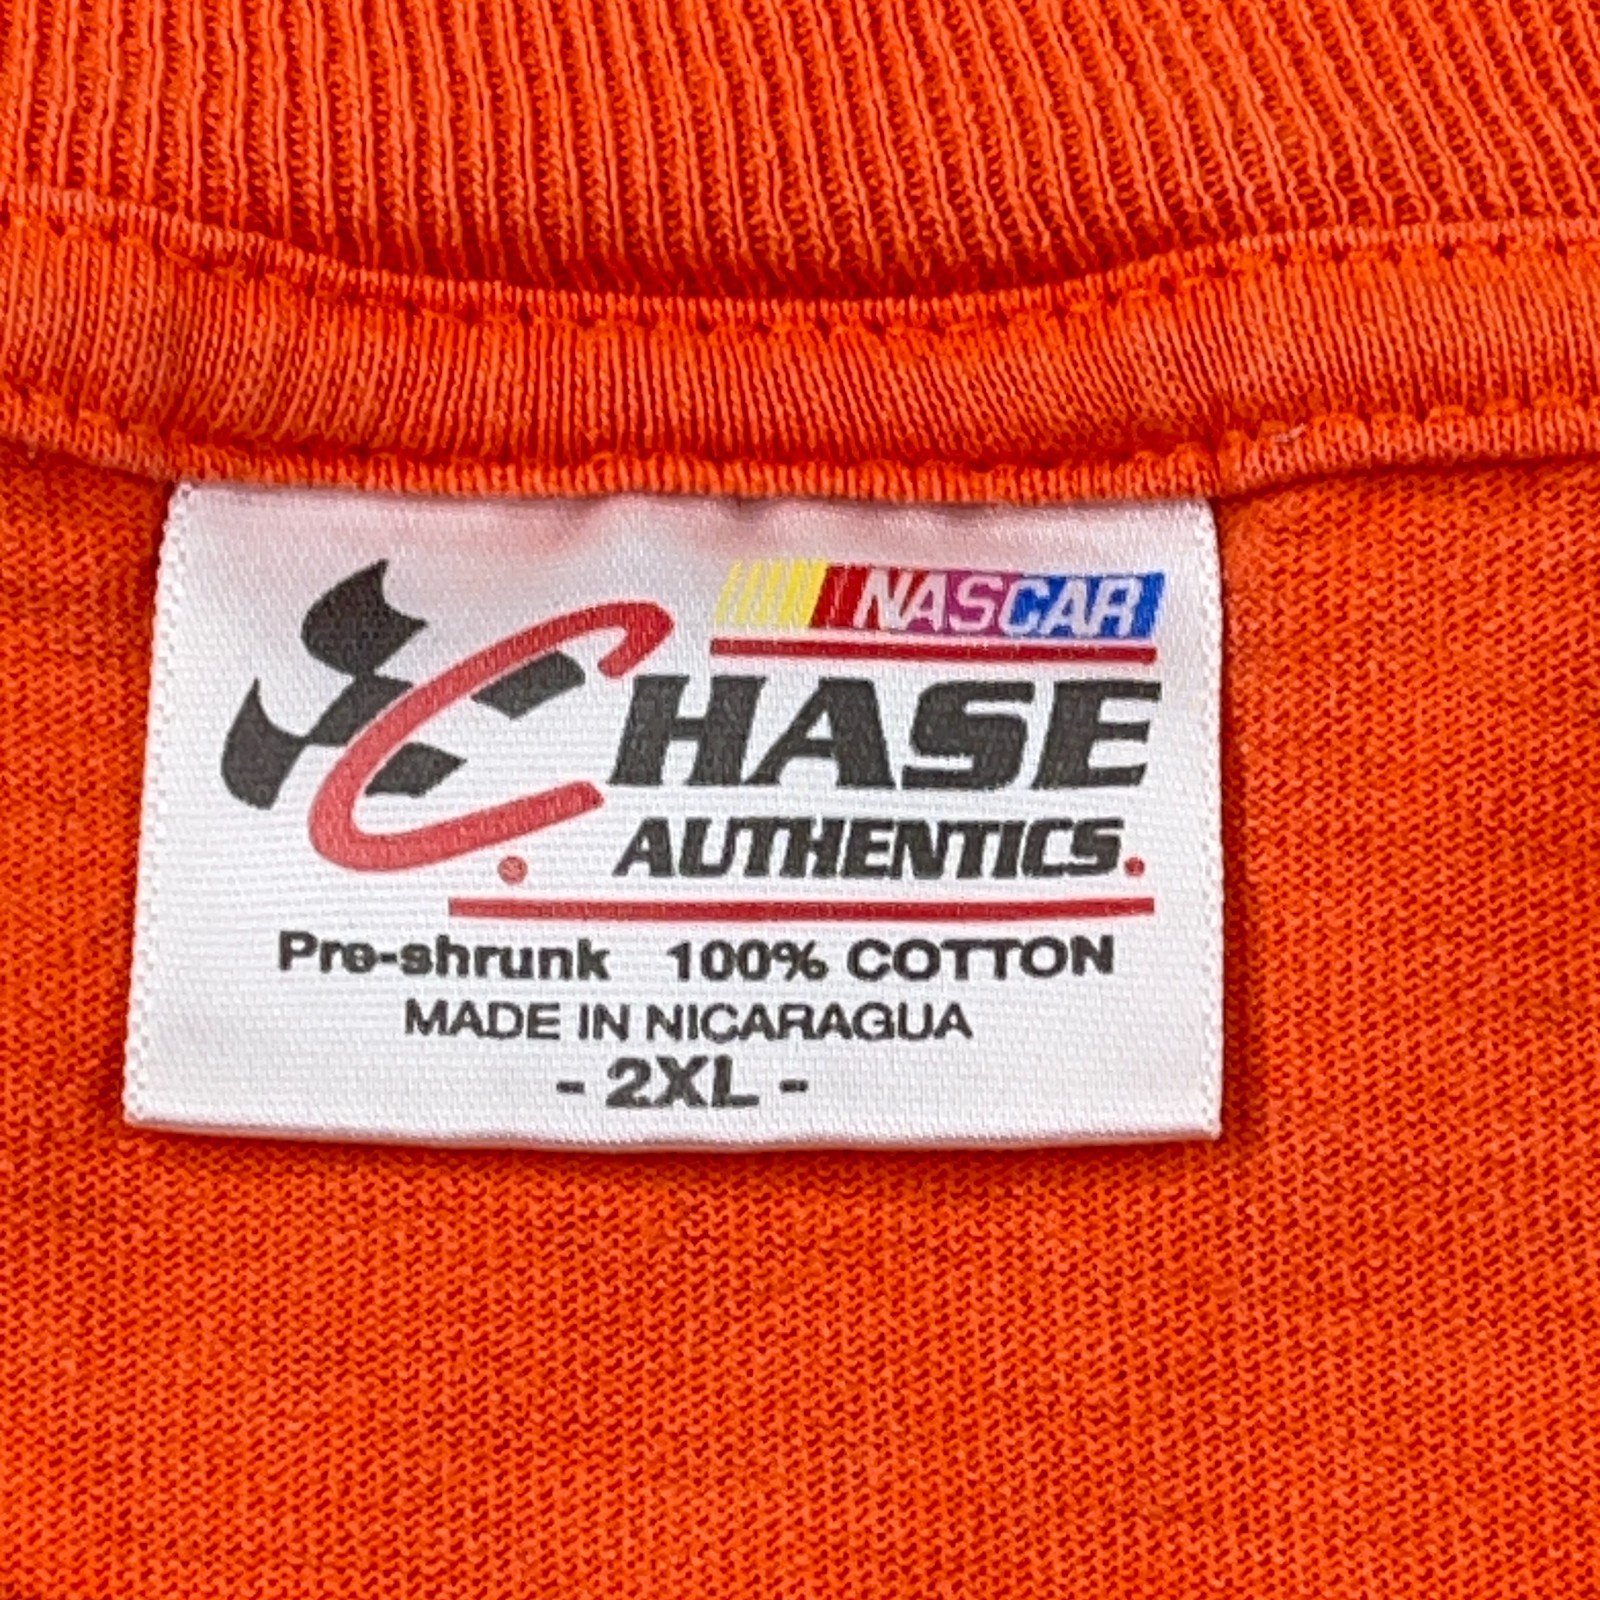 NASCAR
CHASE
AUTHENTICS.
Pre-shrunk 100% COTTON
MADE IN NICARAGUA
- 2XL -